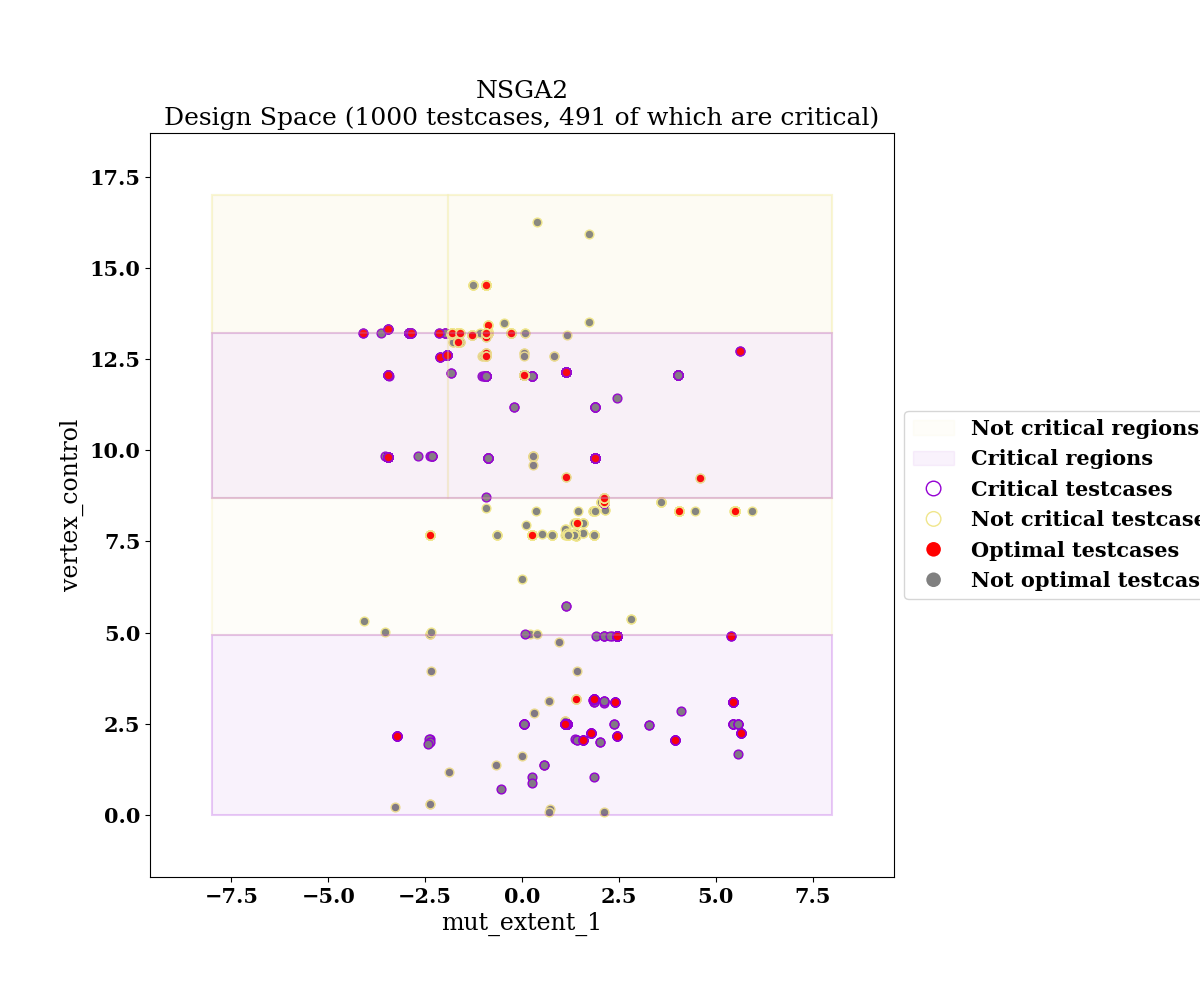 NSGA2
Design Space (1000 testcases, 491 of which are critical)
17.5
15.0
12.5
10.0
7.5
5.0
2.5
0.0
vertex_control
−7.5
−5.0
−2.5
0.0
2.5
5.0
7.5
mut_extent_1
Not critical regions
Critical regions
Critical testcases
Not critical testcase
Optimal testcases
Not optimal testcas